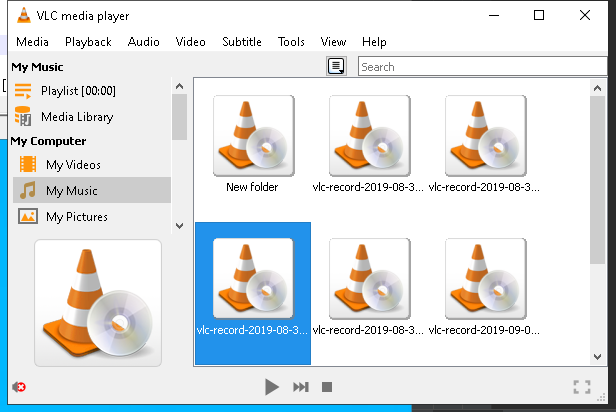 VLC media player
Media Playback Audio Video Subtitle Tools View Help
My Music
Search
Playlist [00:00]
Media Library
My Computer
My Videos
My Music
My Pictures
New folder
vlc-record-2019-08-3...
vlc-record-2019-08-3...
vlc-record-2019-08-3...
vlc-record-2019-08-3...
vlc-record-2019-09-0...